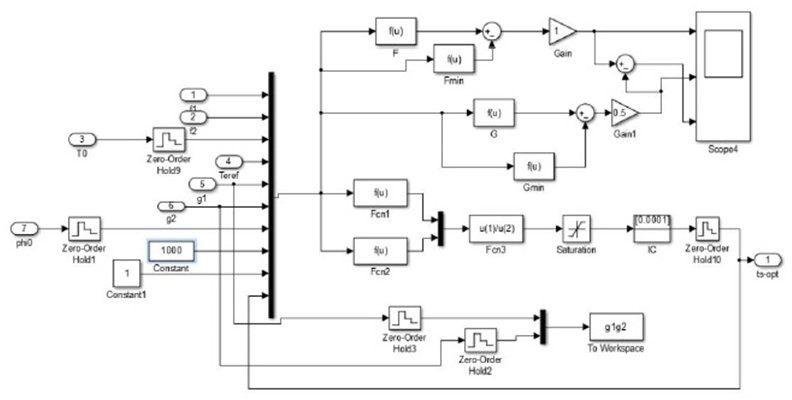 f(u)
F
+_
1
Gain
f(u)
Fmin
+_
Scope4
1
2
f2
3
T0
Zero-Order
Hold9
4
Teref
5
g1
6
g2
7
phi0
Zero-Order
Hold1
1000
Constant
1
Constant1
f(u)
G
+_
0.5
Gain1
f(u)
Gmin
f(u)
Fcn1
f(u)
Fcn2
u(1)/u(2)
Fcn3
Saturation
[0.0001]
IC
Zero-Order
Hold10
1
ts-opt
Zero-Order
Hold3
Zero-Order
Hold2
g1g2
To Workspace